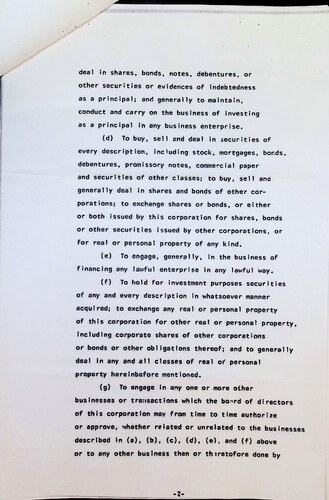 deal in shares, bonds, notes, debentures, or
other securities or evidences of indebtedness
as a principal; and generally to maintain,
conduct and carry on the business of investing
as a principal in any business enterprise.
(d) To buy, sell and deal in securities of
every description, including stock, mortgages, bonds,
debentures, promissory notes, commercial paper
and securities of other classes; to buy, sell and
generally deal in shares and bonds of other cor-
porations; to exchange shares or bonds, or either
or both issued by this corporation for shares, bonds
or other securities issued by other corporations, or
for real or personal property of any kind.
(e) To engage, generally, in the business of
financing any lawful enterprise in any lawful way.
(f) To hold for investment purposes securities
of any and every description in whatsoever manner
acquired; to exchange any real or personal property
of this corporation for other real or personal property,
including corporate shares of other corporations
or bonds or other obligations thereof; and to generally
deal in any and all classes of real or personal
property hereinbefore mentioned.
(g) To engage in any one or more other
businesses or transactions which the board of directors
of this corporation may from time to time authorize
or approve, whether related or unrelated to the businesses
described in (a), (b), (c), (d), (e), and (f) above
or to any other business then or theretofore done by
-2-